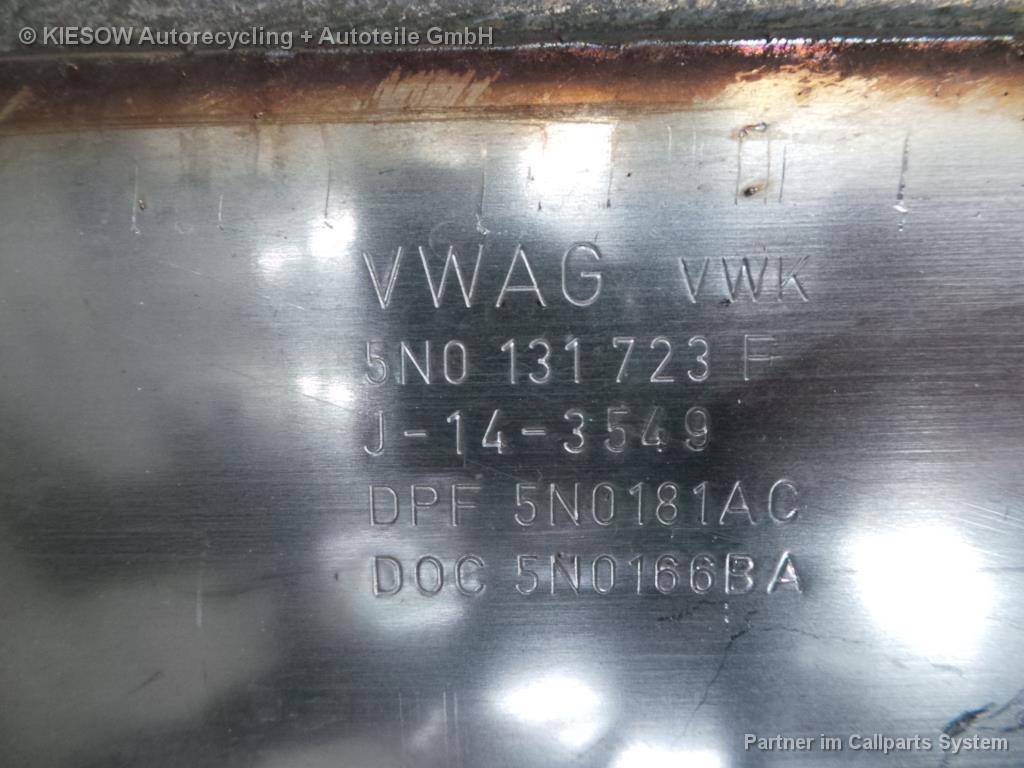 © KIESOW Autorecycling + Autoteile GmbH
VWAG VWK
5N0 131 723 F
J-14-3549
DPF 5N0181AC
DOC 5N0166BA
Partner im Callparts System